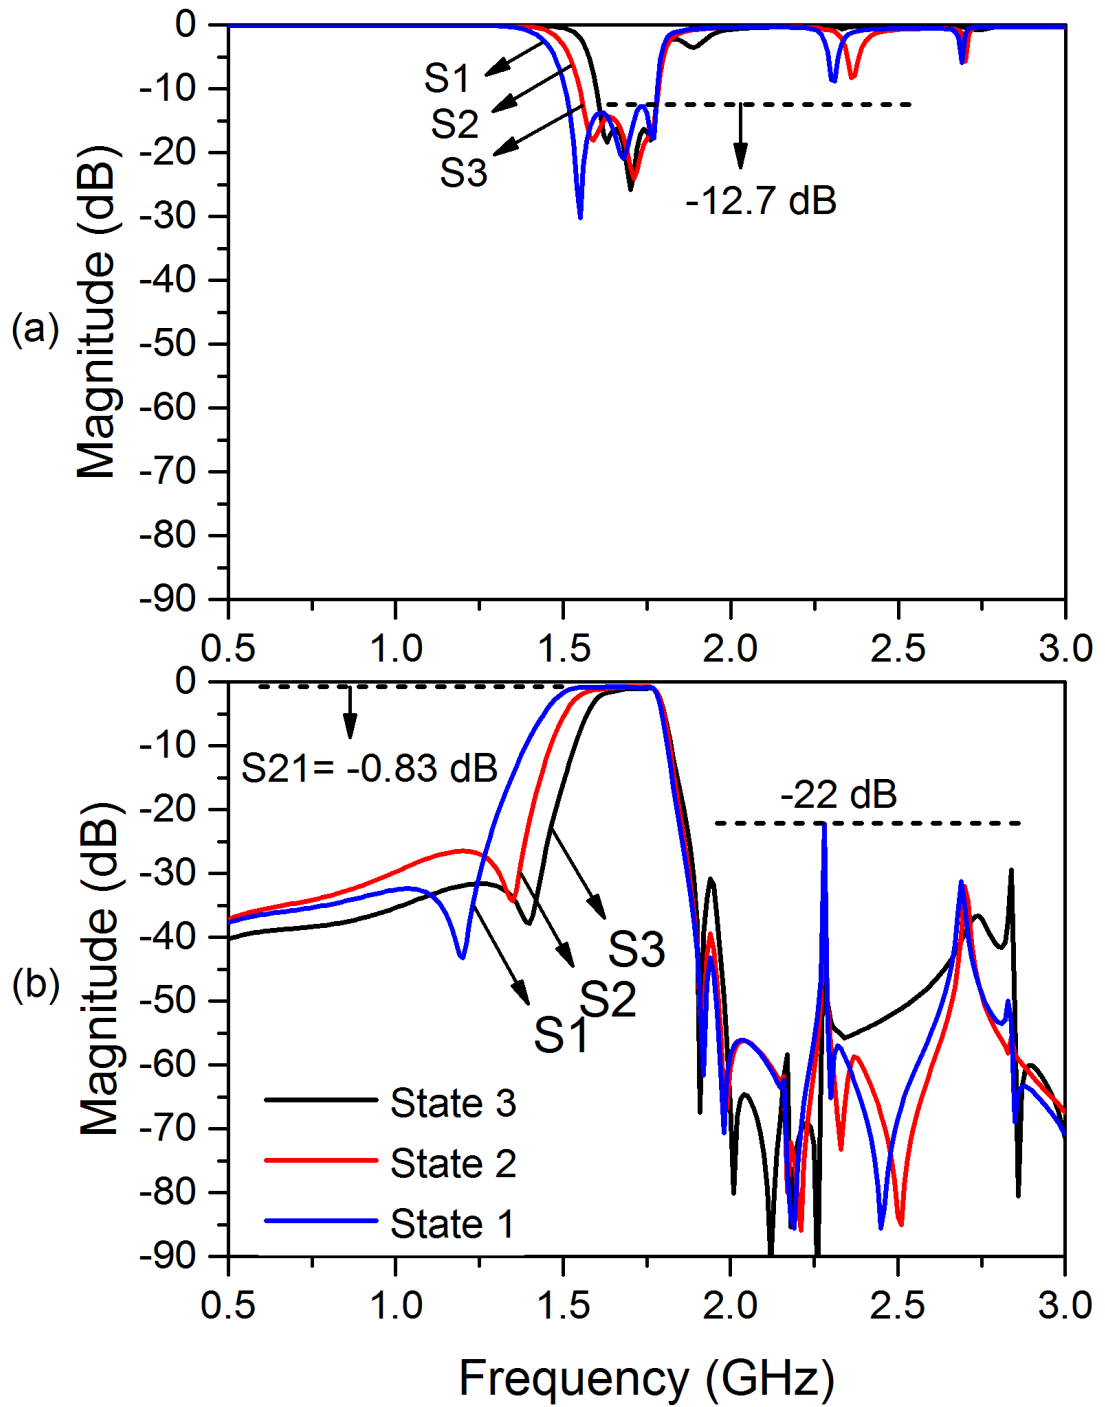 0
-10
-20
-30
-40
-50
-60
-70
-80
-90
Magnitude (dB)
(a)
S1
S2
S3
-12.7 dB
0.5 1.0 1.5 2.0 2.5 3.0
0
-10
-20
-30
-40
-50
-60
-70
-80
-90
Magnitude (dB)
(b)
S21= -0.83 dB
-22 dB
S3
S2
S1
State 3
State 2
State 1
0.5 1.0 1.5 2.0 2.5 3.0
Frequency (GHz)